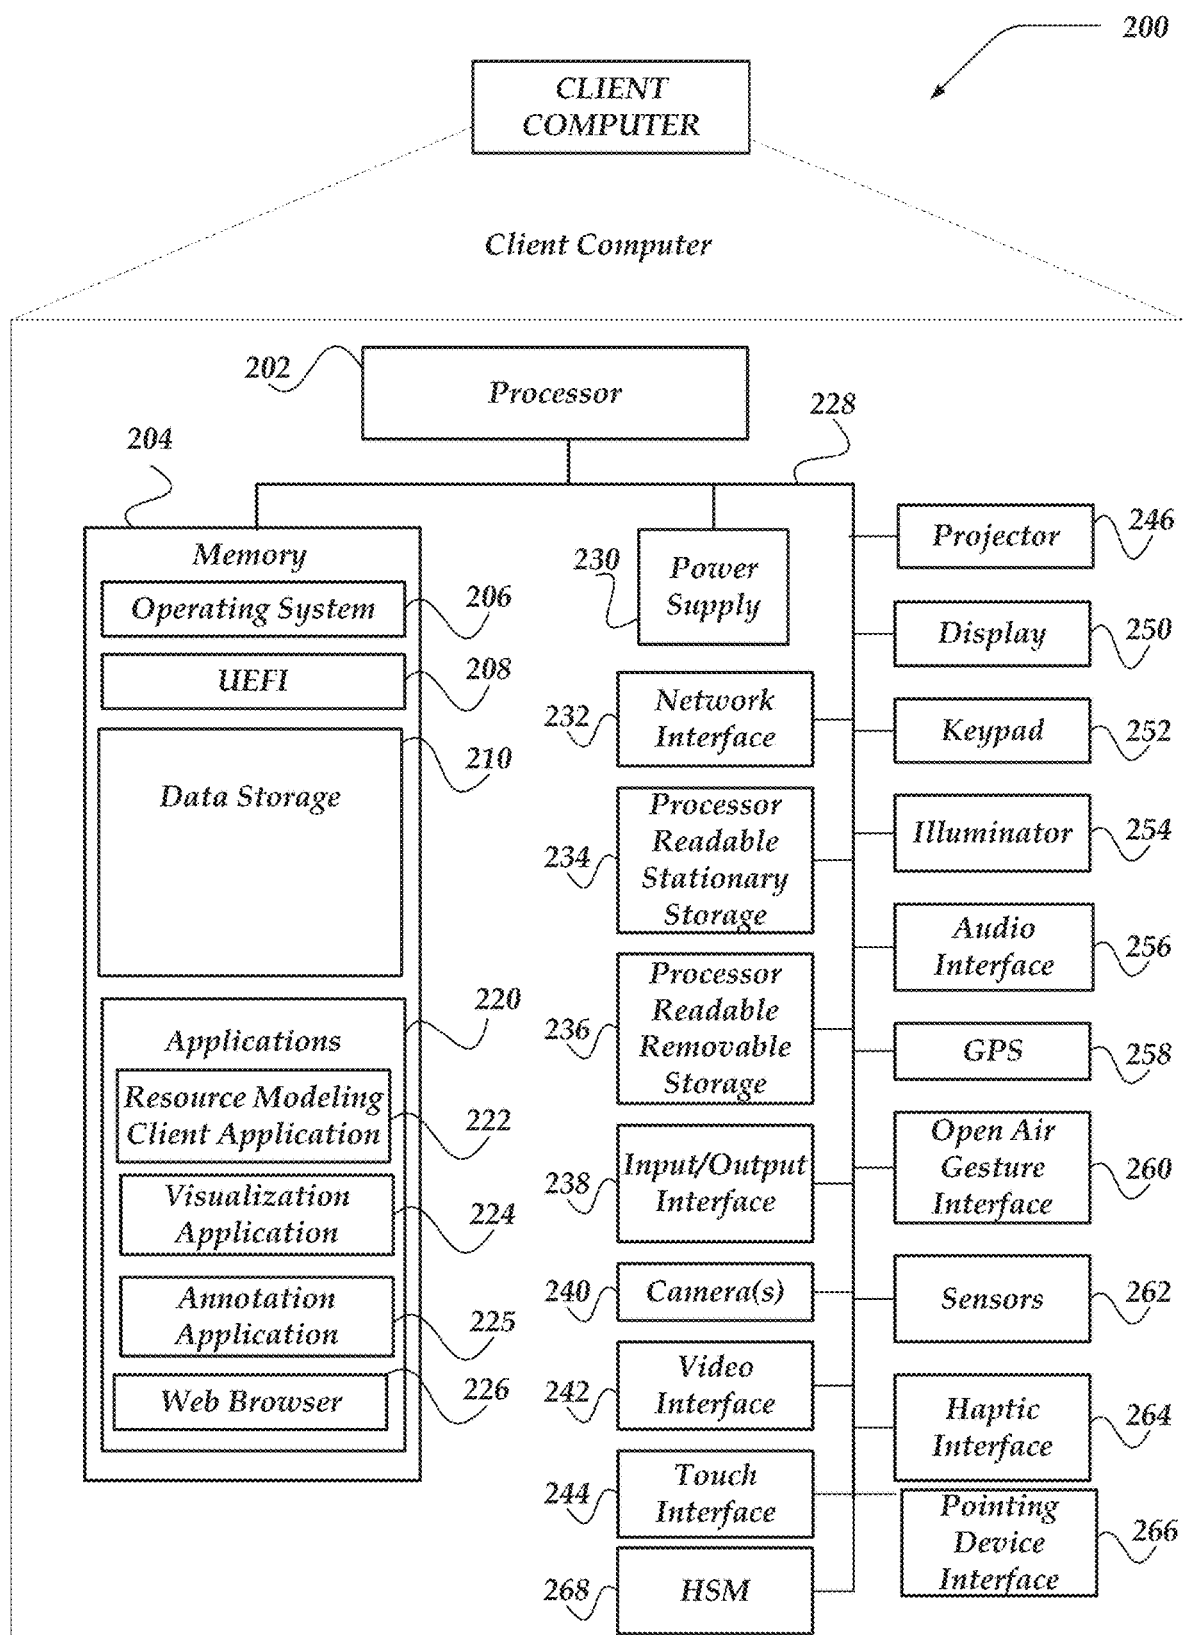 200
CLIENT
COMPUTER
Client Computer
202
Processor
228
204
Memory
Operating System
206
UEFI
208
Data Storage
210
Applications
220
Resource Modeling
Client Application
222
Visualization
Application
224
Annotation
Application
225
Web Browser
226
230
Power
Supply
232
Network
Interface
234
Processor
Readable
Stationary
Storage
236
Processor
Readable
Removable
Storage
238
Input/Output
Interface
240
Camera(s)
242
Video
Interface
244
Touch
Interface
268
HSM
Projector
246
Display
250
Keypad
252
Illuminator
254
Audio
Interface
256
GPS
258
Open Air
Gesture
Interface
260
Sensors
262
Haptic
Interface
264
Pointing
Device
Interface
266